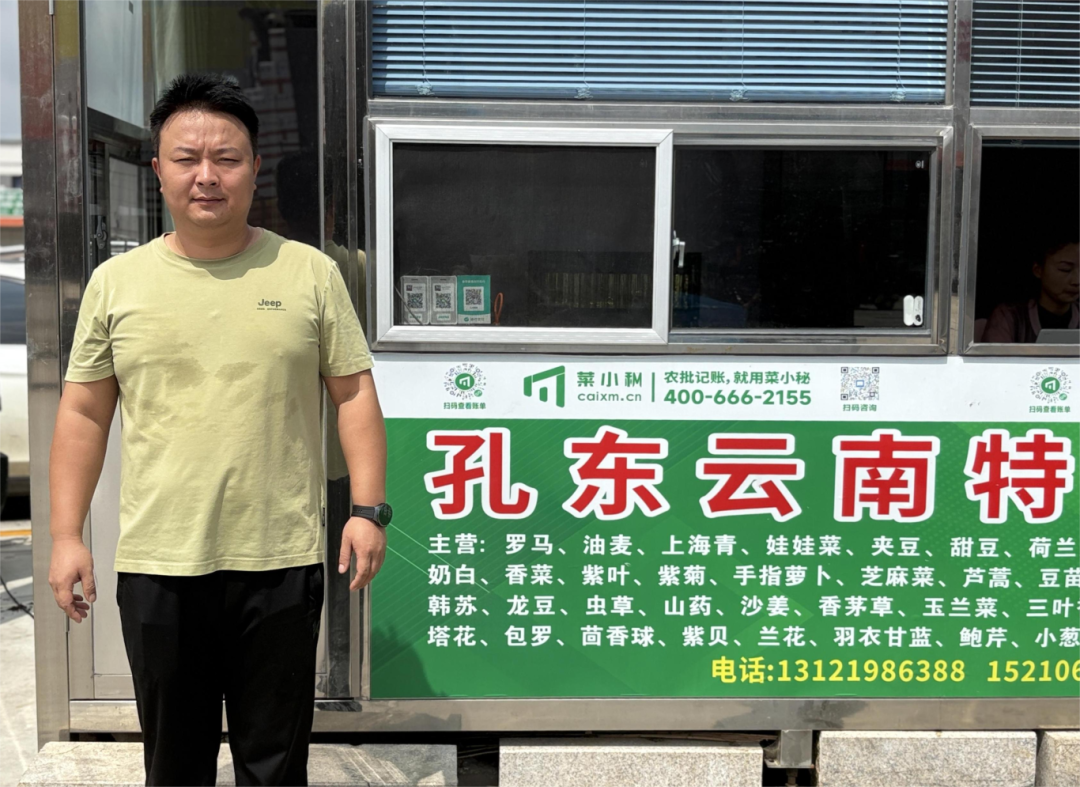 Jeep
菜小秘
caixm.cn
农批记账,就用菜小秘
400-666-2155
扫码查看账单
扫码咨询
扫码查看账单
孔东云南特
主营：罗马、油麦、上海青、娃娃菜、夹豆、甜豆、荷兰
奶白、香菜、紫叶、紫菊、手指萝卜、芝麻菜、芦蒿、豆苗
韩苏、龙豆、虫草、山药、沙姜、香茅草、玉兰菜、三叶
塔花、包罗、茴香球、紫贝、兰花、羽衣甘蓝、鲍芹、小葱
电话:13121986388 15210